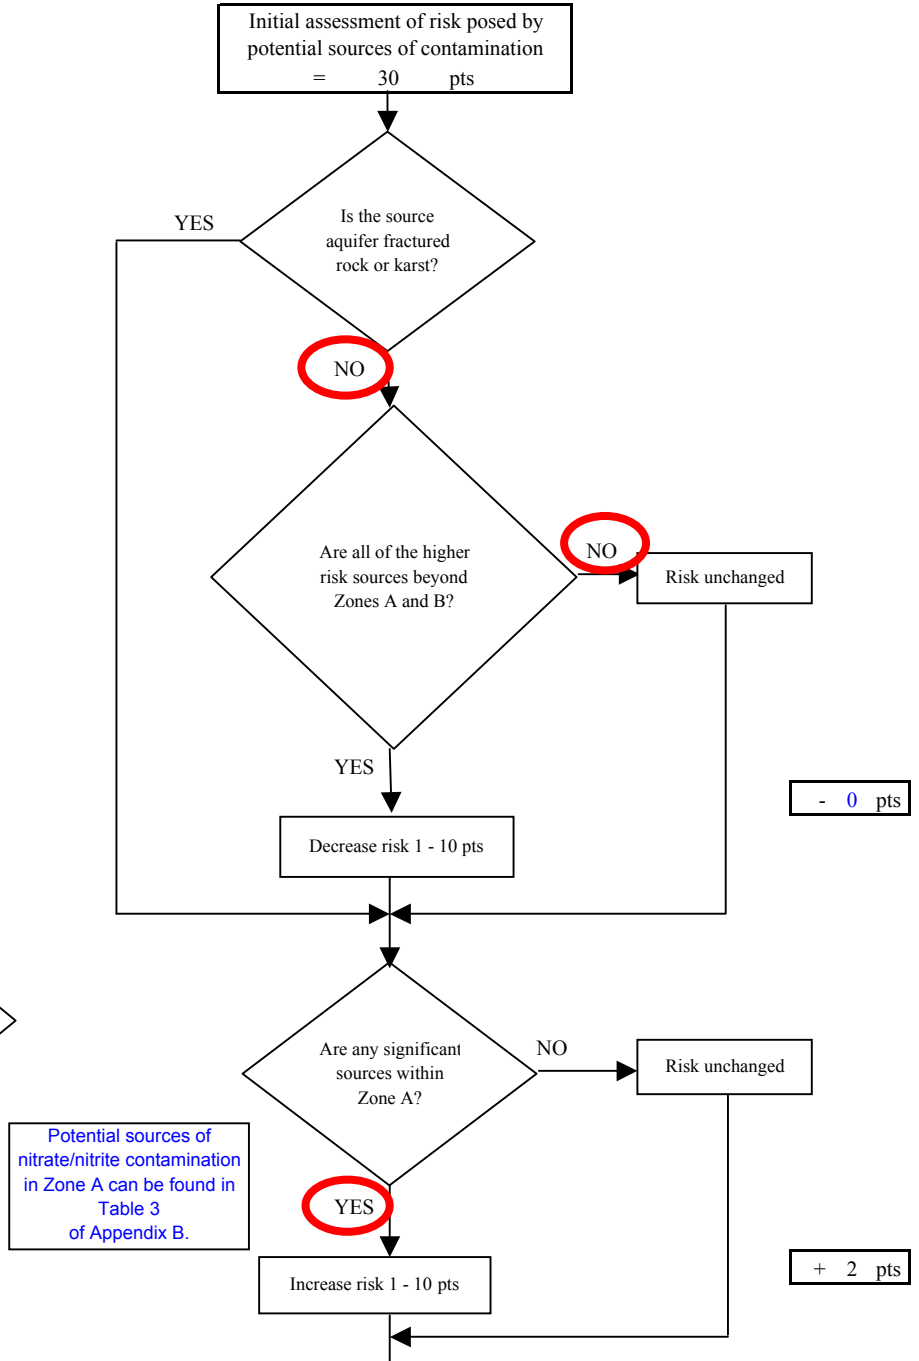 Initial assessment of risk posed by
potential sources of contamination
= 30 pts
YES
Is the source
aquifer fractured
rock or karst?
NO
Are all of the higher
risk sources beyond
Zones A and B?
NO
Risk unchanged
YES
- 0 pts
Decrease risk 1 - 10 pts
Are any significant
sources within
Zone A?
NO
Risk unchanged
Potential sources of
nitrate/nitrite contamination
in Zone A can be found in
Table 3
of Appendix B.
YES
+ 2 pts
Increase risk 1 - 10 pts